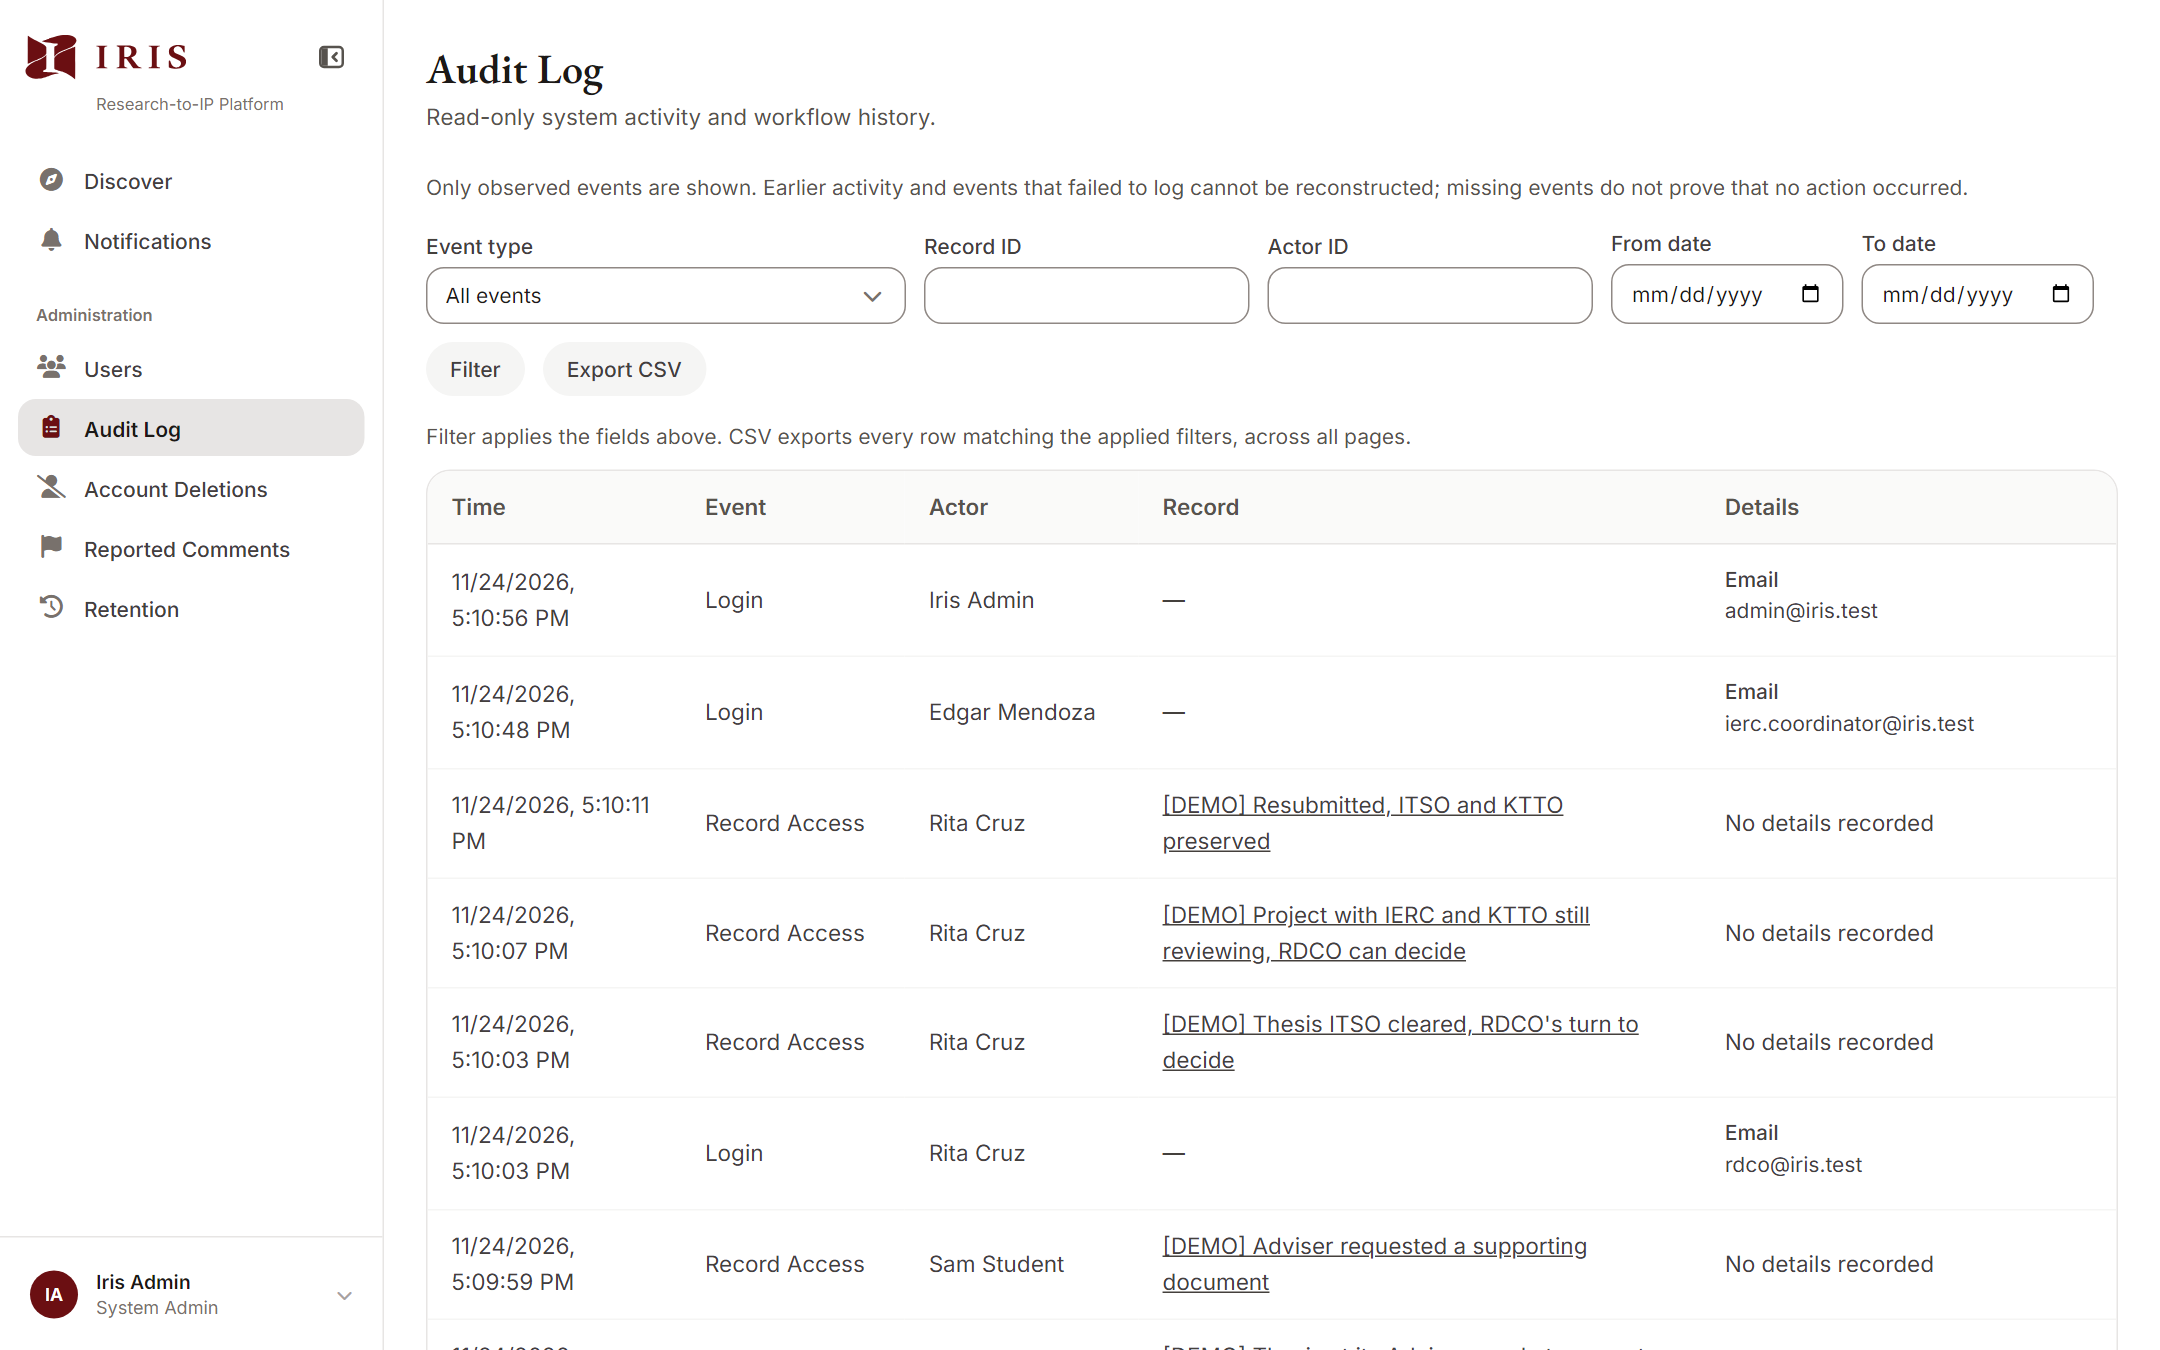 IRIS
Research-to-IP Platform
Discover
Notifications
Administration
Users
Audit Log
Account Deletions
Reported Comments
Retention
IA
Iris Admin
System Admin
Audit Log
Read-only system activity and workflow history.
Only observed events are shown. Earlier activity and events that failed to log cannot be reconstructed; missing events do not prove that no action occurred.
Event type
All events
Record ID
Actor ID
From date
mm/dd/yyyy
To date
mm/dd/yyyy
Filter
Export CSV
Filter applies the fields above. CSV exports every row matching the applied filters, across all pages.
Time Event Actor Record Details
11/24/2026,
5:10:56 PM
Login
Iris Admin
—
Email
admin@iris.test
11/24/2026,
5:10:48 PM
Login
Edgar Mendoza
—
Email
ierc.coordinator@iris.test
11/24/2026, 5:10:11
PM
Record Access
Rita Cruz
[DEMO] Resubmitted, ITSO and KTTO
preserved
No details recorded
11/24/2026,
5:10:07 PM
Record Access
Rita Cruz
[DEMO] Project with IERC and KTTO still
reviewing, RDCO can decide
No details recorded
11/24/2026,
5:10:03 PM
Record Access
Rita Cruz
[DEMO] Thesis ITSO cleared, RDCO's turn to
decide
No details recorded
11/24/2026,
5:10:03 PM
Login
Rita Cruz
—
Email
rdco@iris.test
11/24/2026,
5:09:59 PM
Record Access
Sam Student
[DEMO] Adviser requested a supporting
document
No details recorded